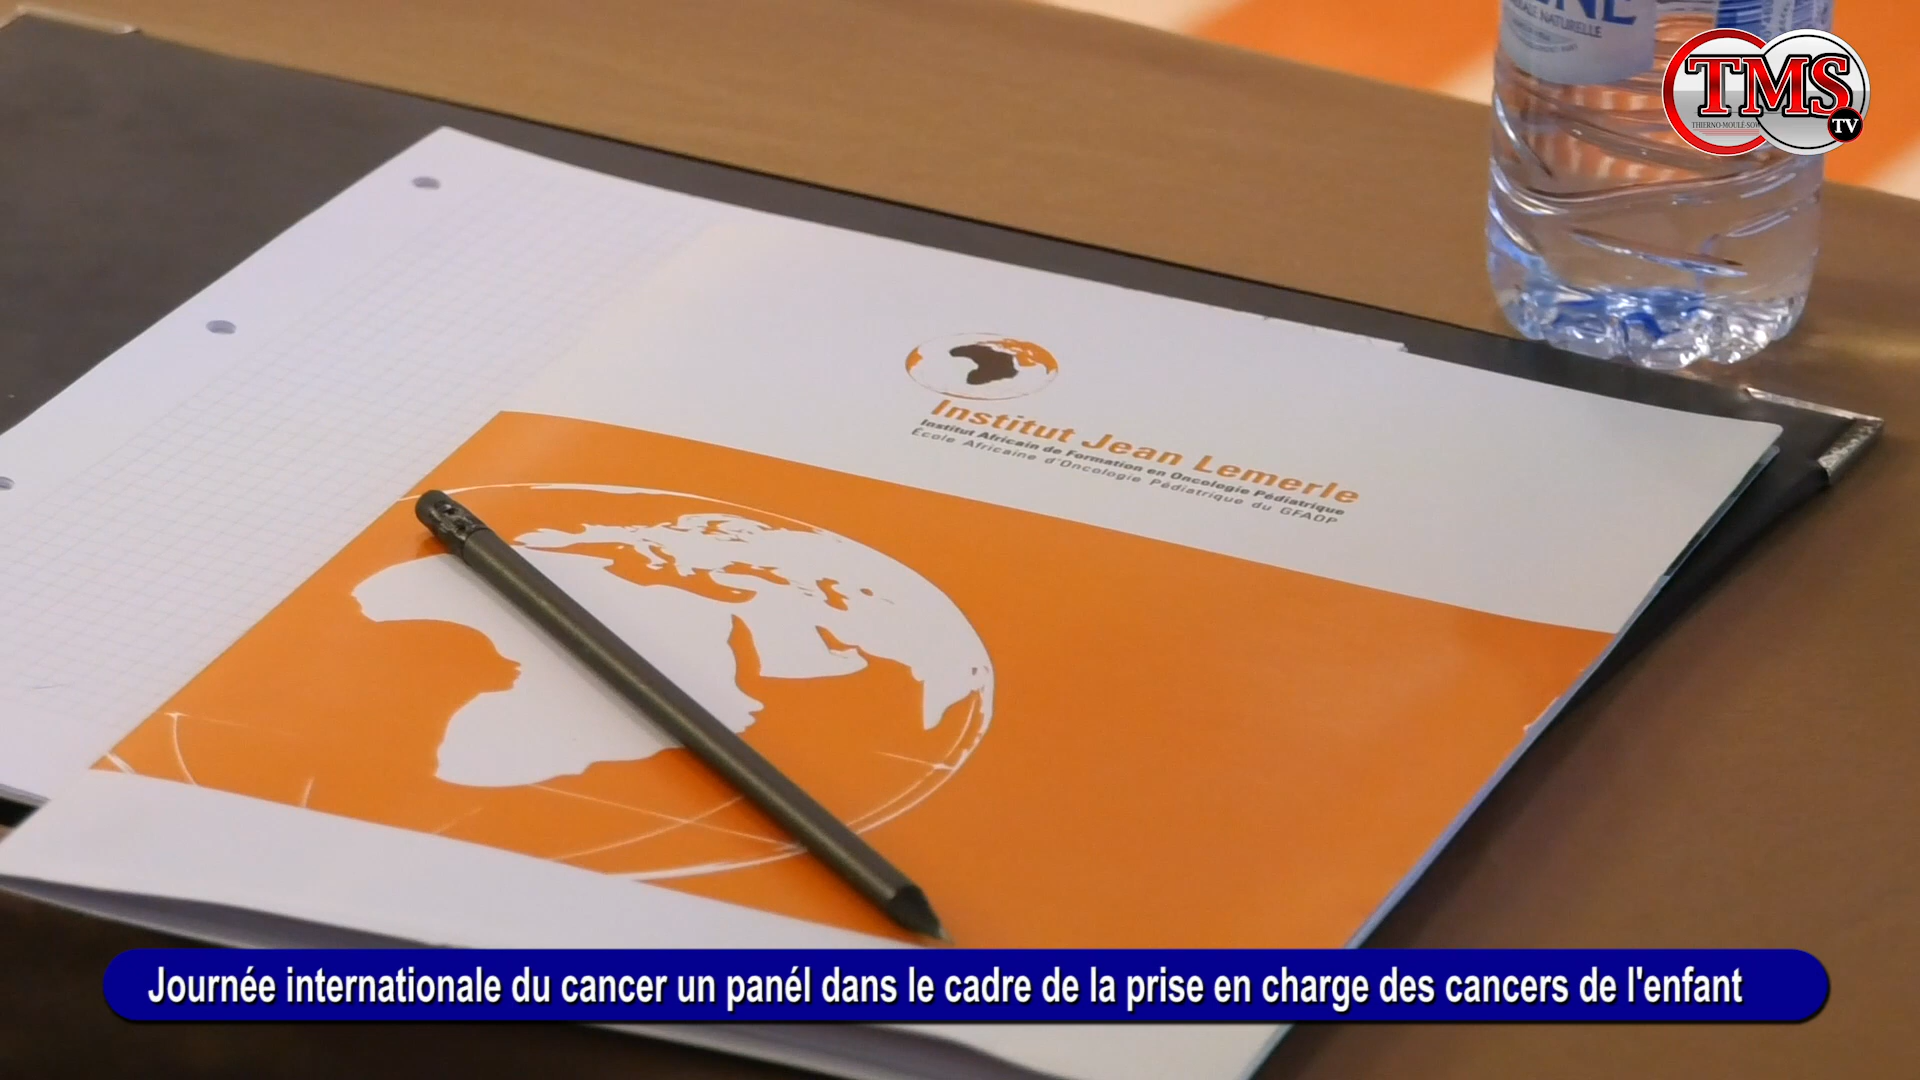 NATURELLE
TMS
TV
Institut Jean Lemerle
Institut Africain de Formation en Oncologie Pédiatrique
École Africaine d'Oncologie Pédiatrique du GFAOP
Journée internationale du cancer un panél dans le cadre de la prise en charge des cancers de l'enfant